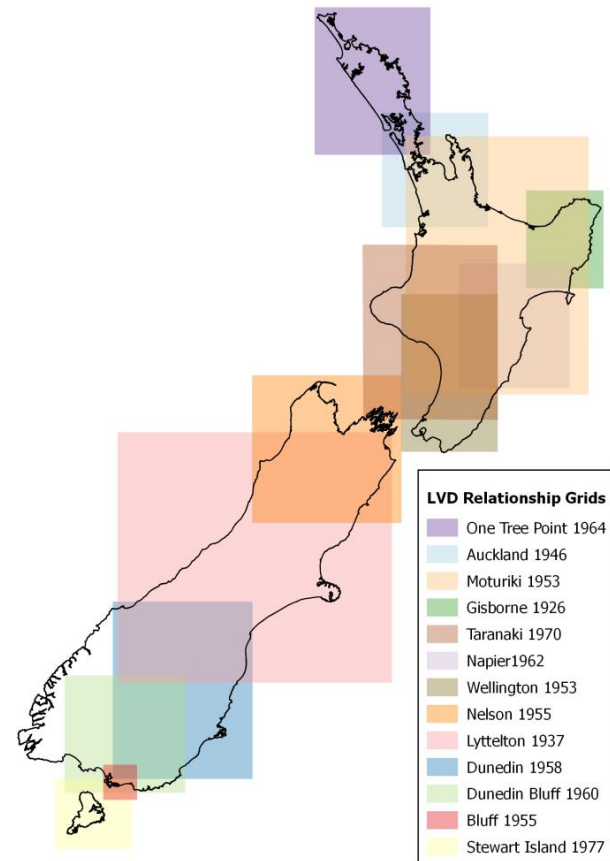 LVD Relationship Grids
One Tree Point 1964
Auckland 1946
Moturiki 1953
Gisborne 1926
Taranaki 1970
Napier1962
Wellington 1953
Nelson 1955
Lyttelton 1937
Dunedin 1958
Dunedin Bluff 1960
Bluff 1955
Stewart Island 1977